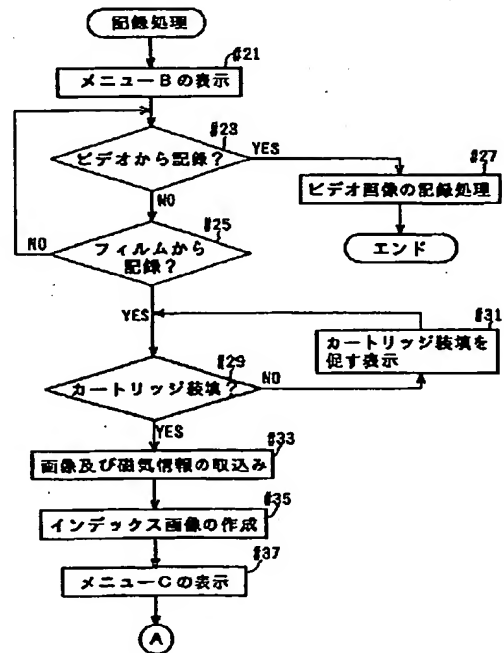 記録処理
#21
メニューBの表示
#23
ビデオから記録?
YES
#27
ビデオ画像の記録処理
エンド
NO
#25
フィルムから
記録?
NO
YES
#31
カートリッジ装填を
促す表示
#29
カートリッジ装填?
NO
YES
#33
画像及び磁気情報の取込み
#35
インデックス画像の作成
#37
メニューCの表示
A